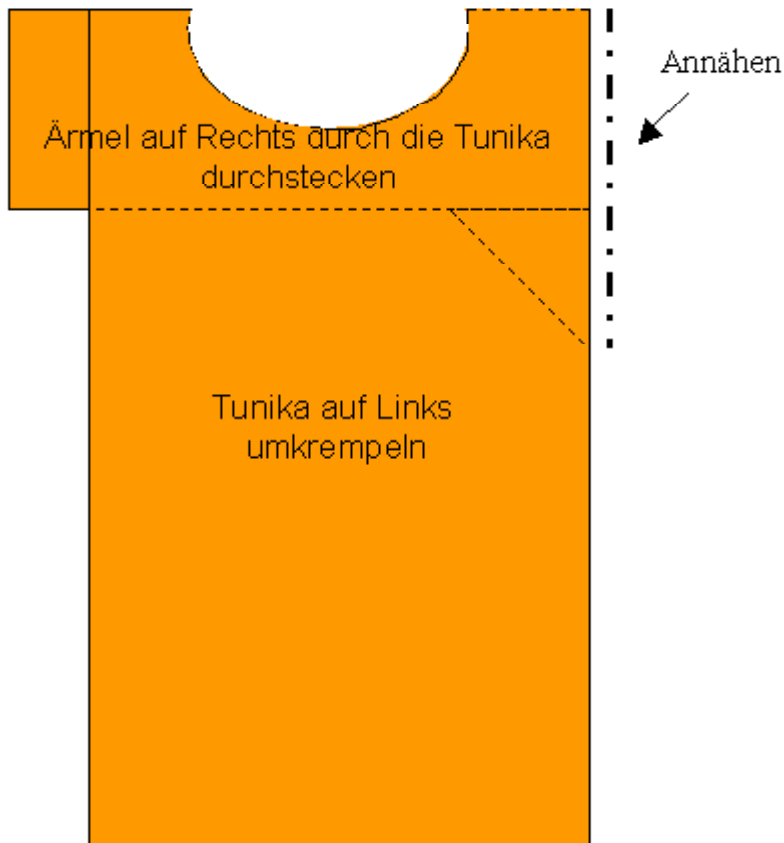 Annähen
Ärmel auf Rechts durch die Tunika
durchstecken
Tunika auf Links
umkrempeln